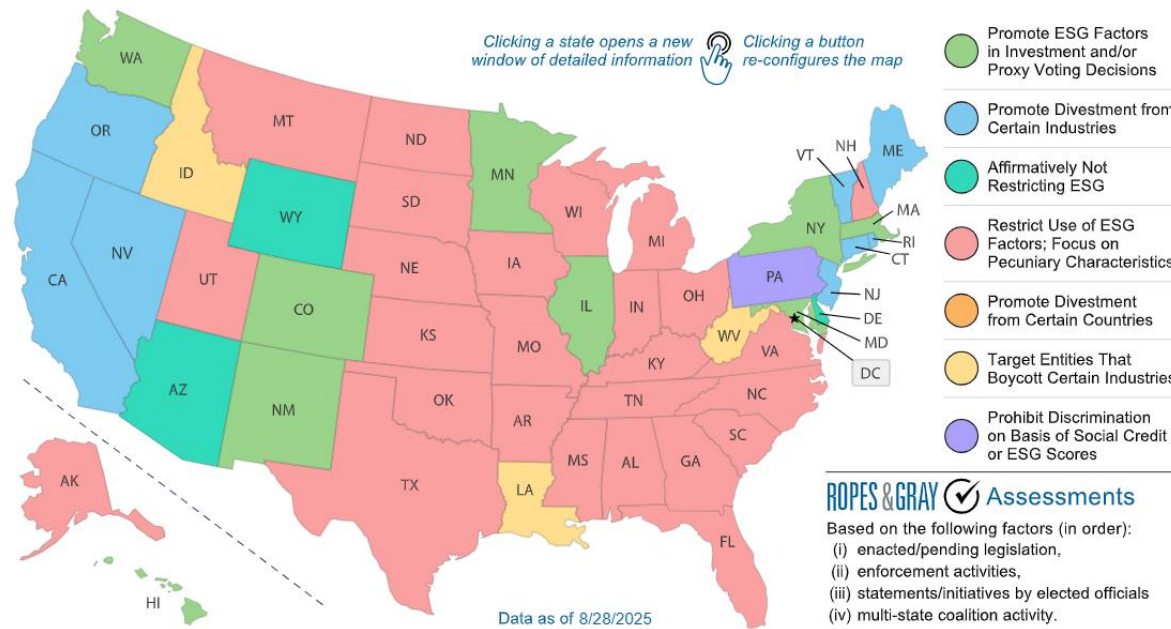 Clicking a state opens a new
window of detailed information
Clicking a button
re-configures the map
WA
OR
ID
MT
ND
MN
WY
SD
WI
MI
NV
CA
UT
CO
NE
IA
IL
IN
OH
KS
MO
KY
WV
VA
AZ
NM
OK
AR
TN
NC
SC
TX
LA
MS
AL
GA
FL
AK
HI
VT
NH
ME
NY
MA
RI
CT
PA
NJ
DE
MD
DC
Promote ESG Factors
in Investment and/or
Proxy Voting Decisions
Promote Divestment from
Certain Industries
Affirmatively Not
Restricting ESG
Restrict Use of ESG
Factors; Focus on
Pecuniary Characteristics
Promote Divestment
from Certain Countries
Target Entities That
Boycott Certain Industries
Prohibit Discrimination
on Basis of Social Credit
or ESG Scores
ROPES & GRAY Assessments
Based on the following factors (in order):
(i) enacted/pending legislation,
(ii) enforcement activities,
(iii) statements/initiatives by elected officials
(iv) multi-state coalition activity.
Data as of 8/28/2025